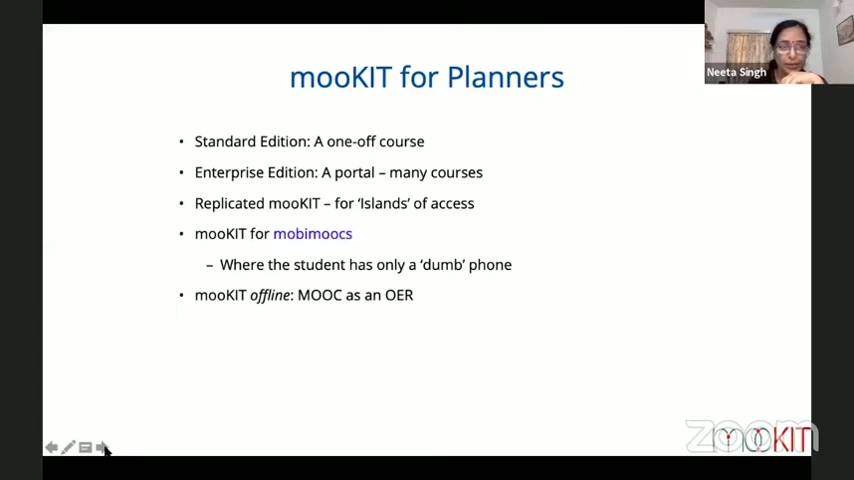 mooKIT for Planners
Neeta Singh
• Standard Edition: A one-off course
• Enterprise Edition: A portal – many courses
• Replicated mooKIT – for ‘Islands’ of access
• mooKIT for mobimoocs
– Where the student has only a ‘dumb’ phone
• mooKIT offline: MOOC as an OER
zoom
mooKIT